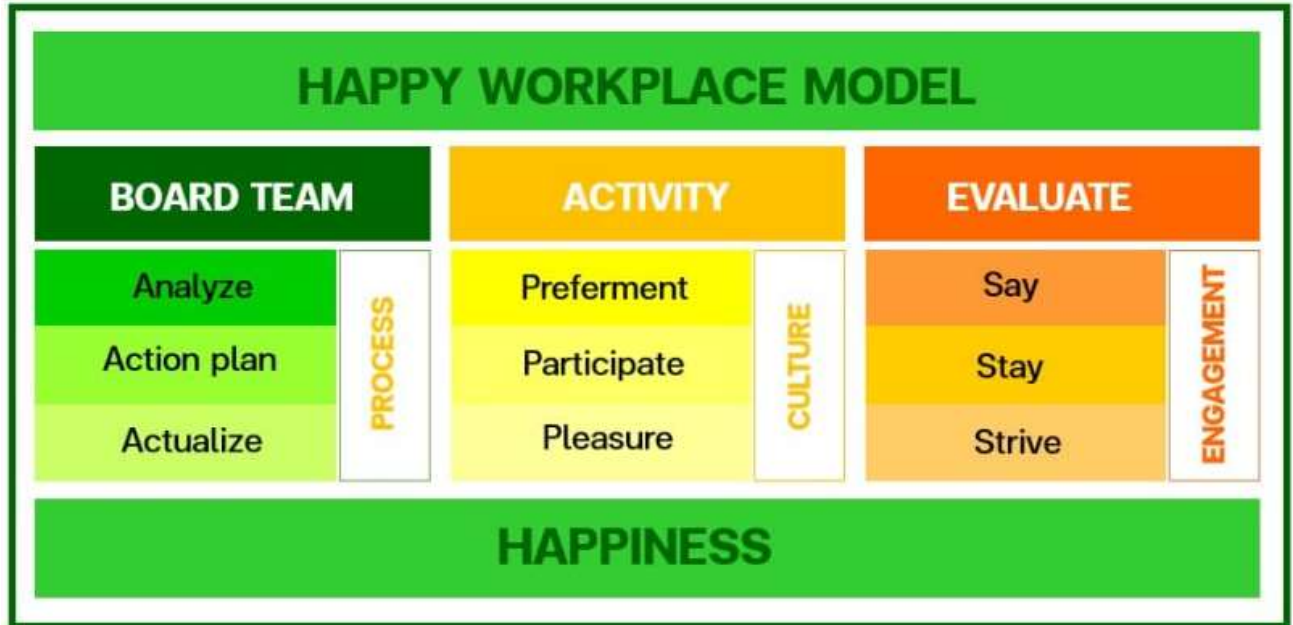 HAPPY WORKPLACE MODEL
BOARD TEAM
Analyze
Action plan
Actualize
PROCESS
ACTIVITY
Preferment
Participate
Pleasure
CULTURE
EVALUATE
Say
Stay
Strive
ENGAGEMENT
HAPPINESS